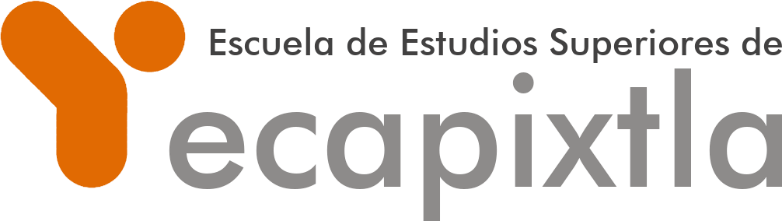 Escuela de Estudios Superiores de
Yecapixtla